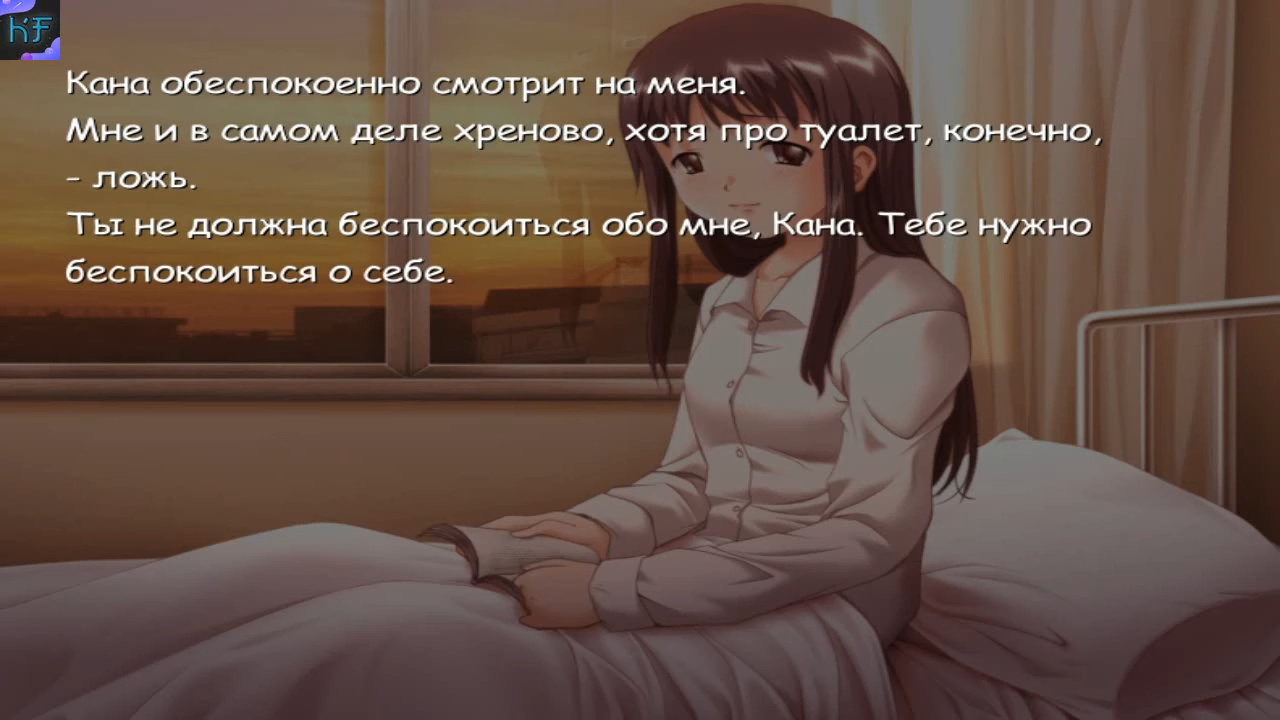 KF
Кана обеспокоенно смотрит на меня.
Мне и в самом деле хреново, хотя про туалет, конечно,
- ложь.
Ты не должна беспокоиться обо мне, Кана. Тебе нужно
беспокоиться о себе.